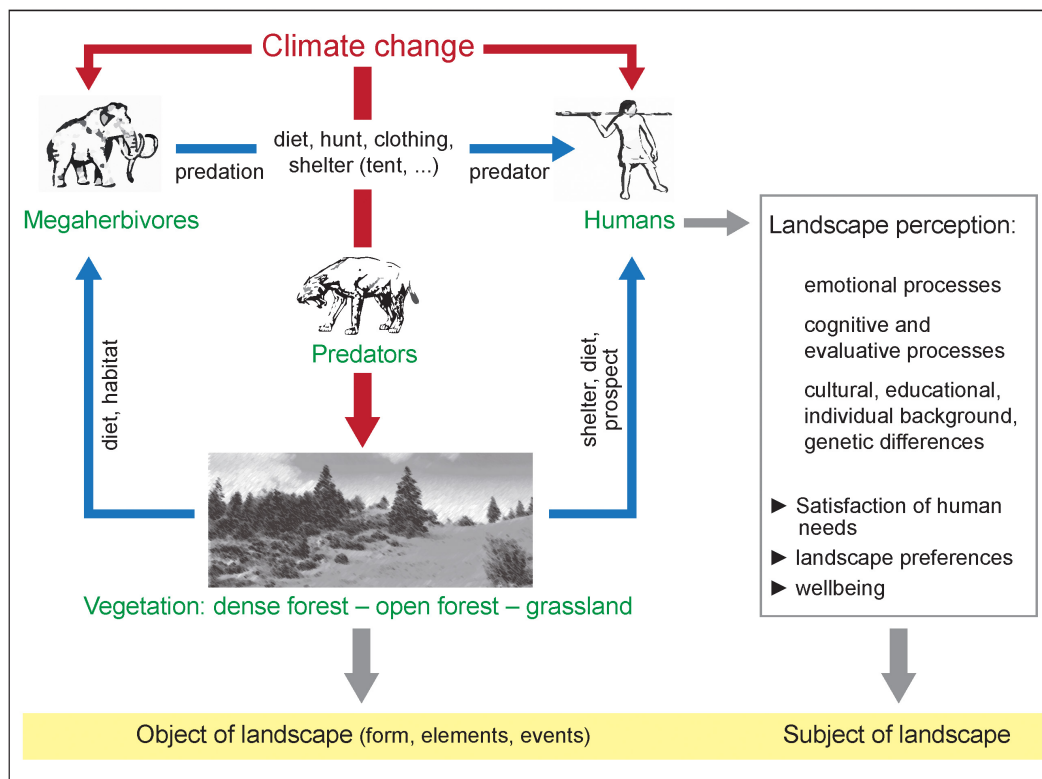 Climate change
diet, hunt, clothing,
shelter (tent, ...)
predation
predator
Megaherbivores
Humans
Landscape perception:
emotional processes
cognitive and
evaluative processes
cultural, educational,
individual background,
genetic differences
► Satisfaction of human
needs
► landscape preferences
► wellbeing
Predators
diet, habitat
shelter, diet,
prospect
Vegetation: dense forest – open forest – grassland
Object of landscape (form, elements, events)
Subject of landscape